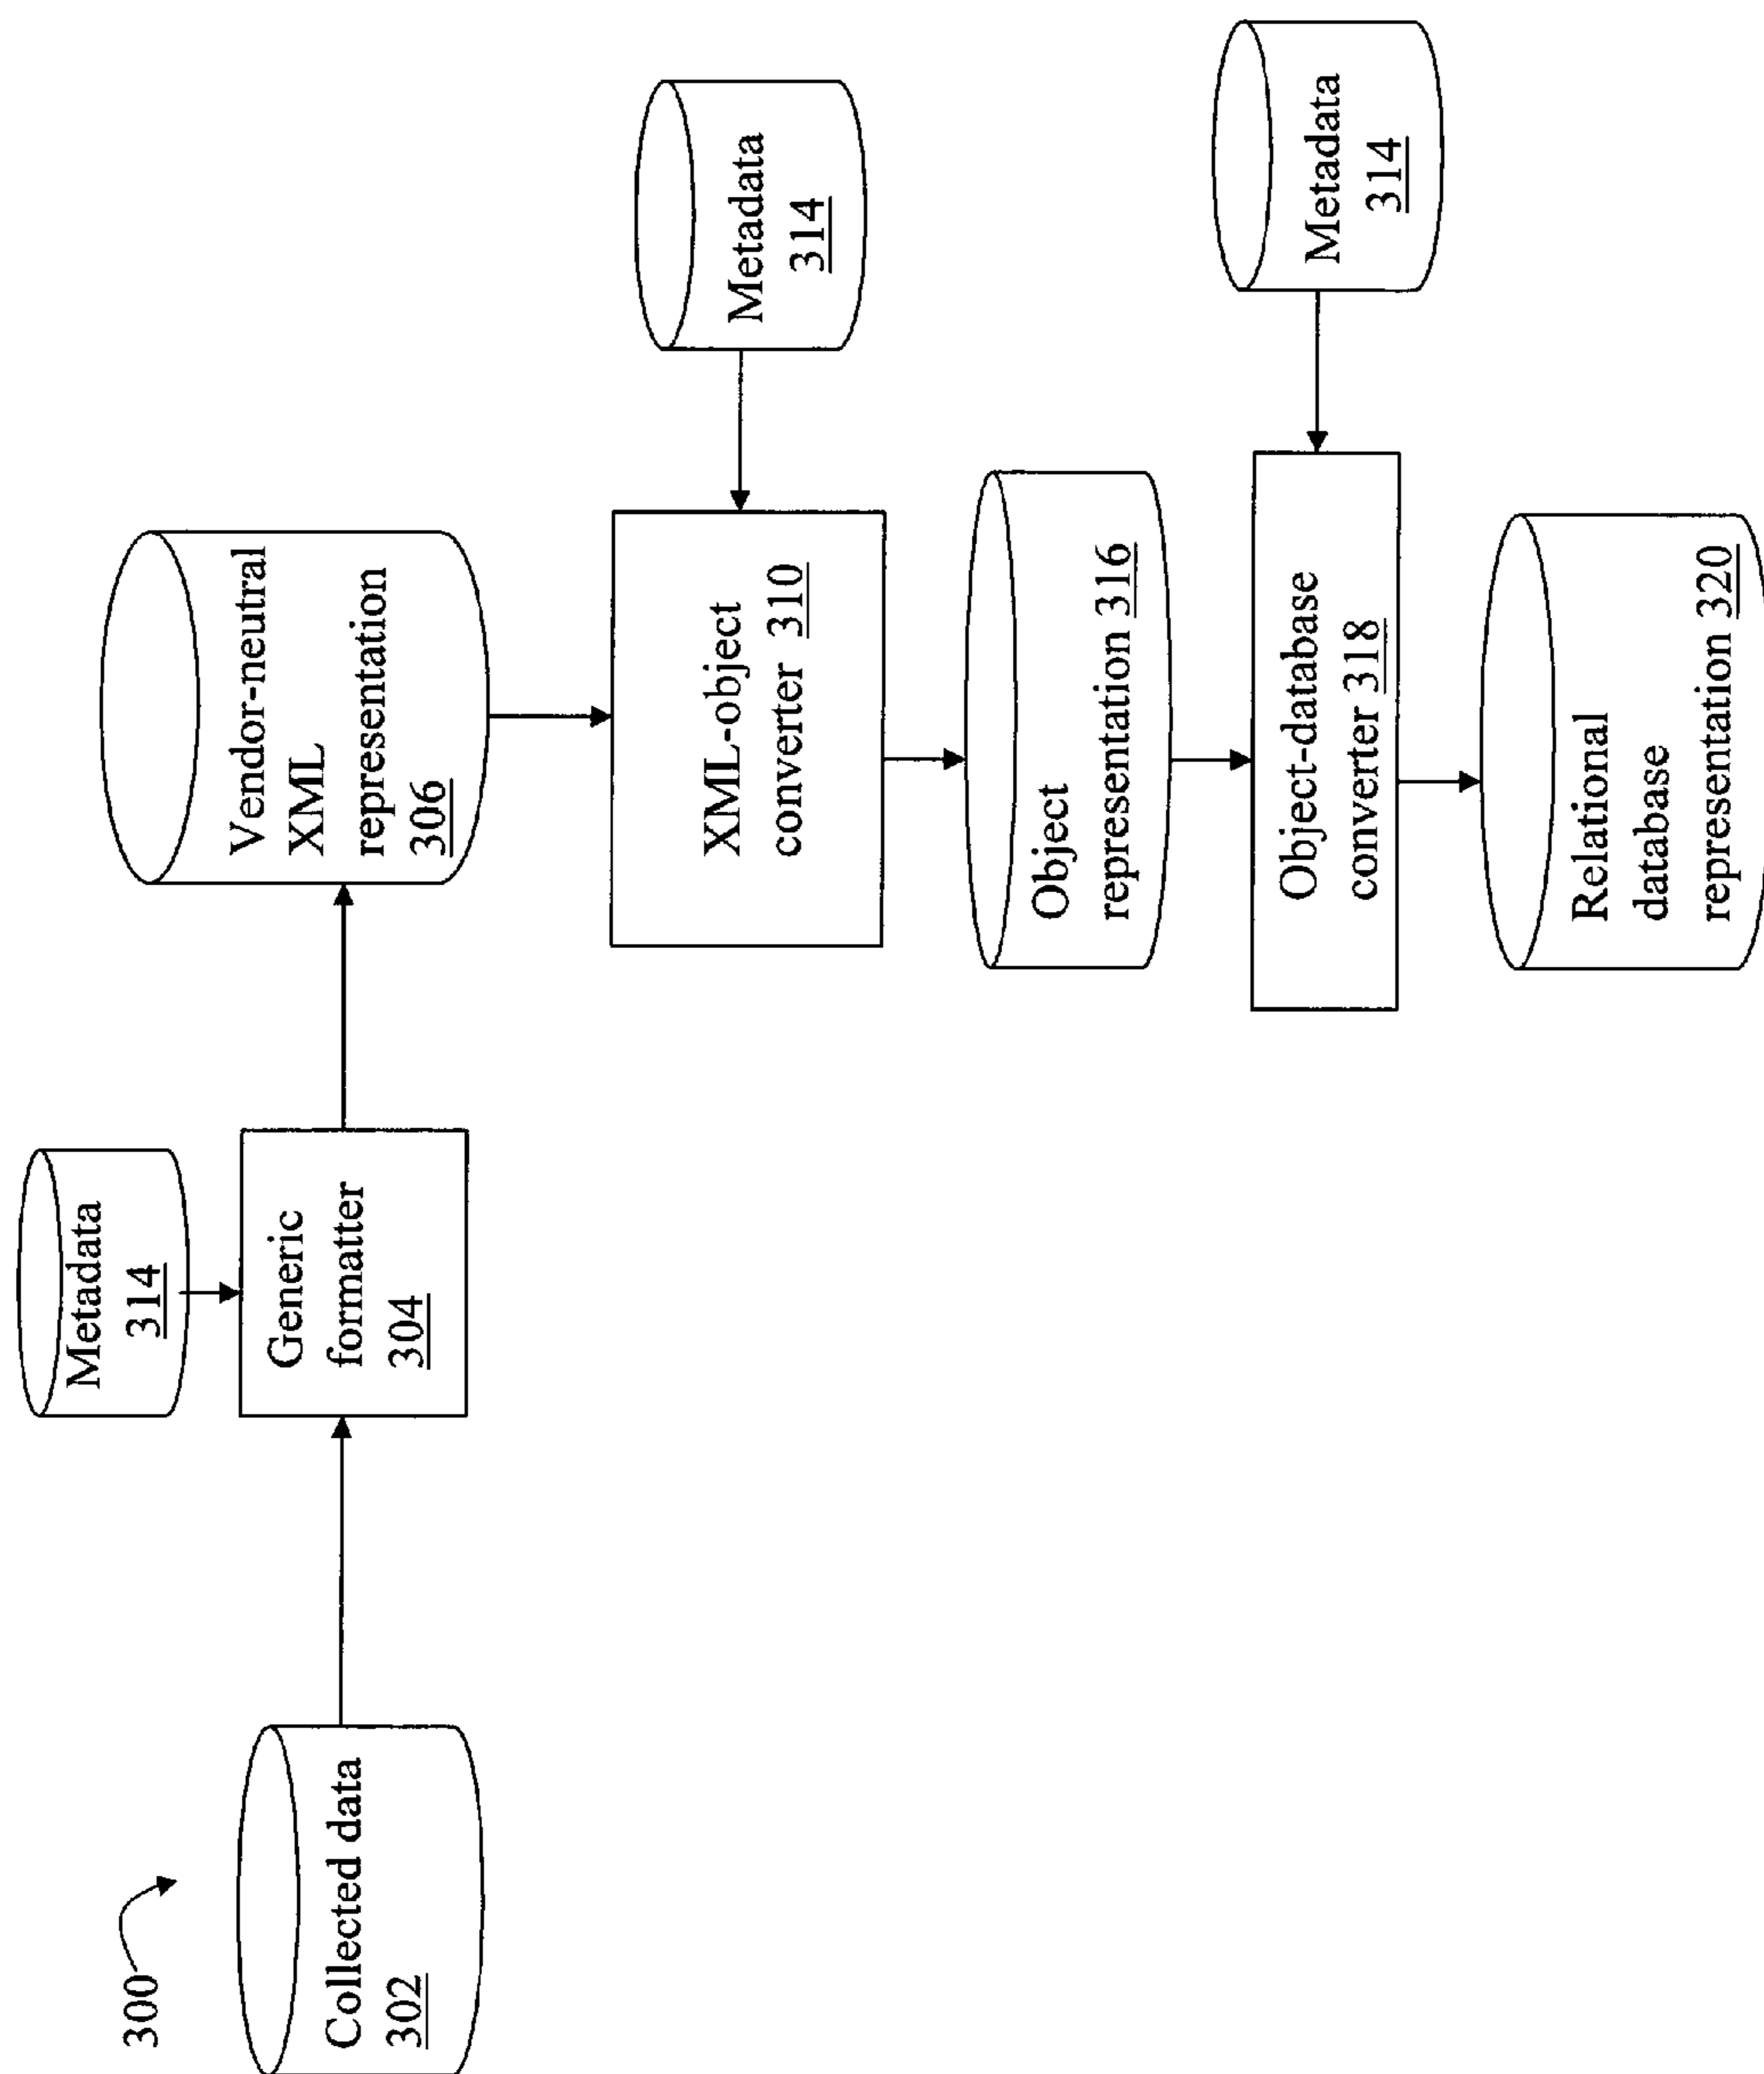 300
Collected data
302
Metadata
314
Generic
formatter
304
Vendor-neutral
XML
representation
306
XML-object
converter 310
Metadata
314
Object
representation 316
Object-database
converter 318
Metadata
314
Relational
database
representation 320